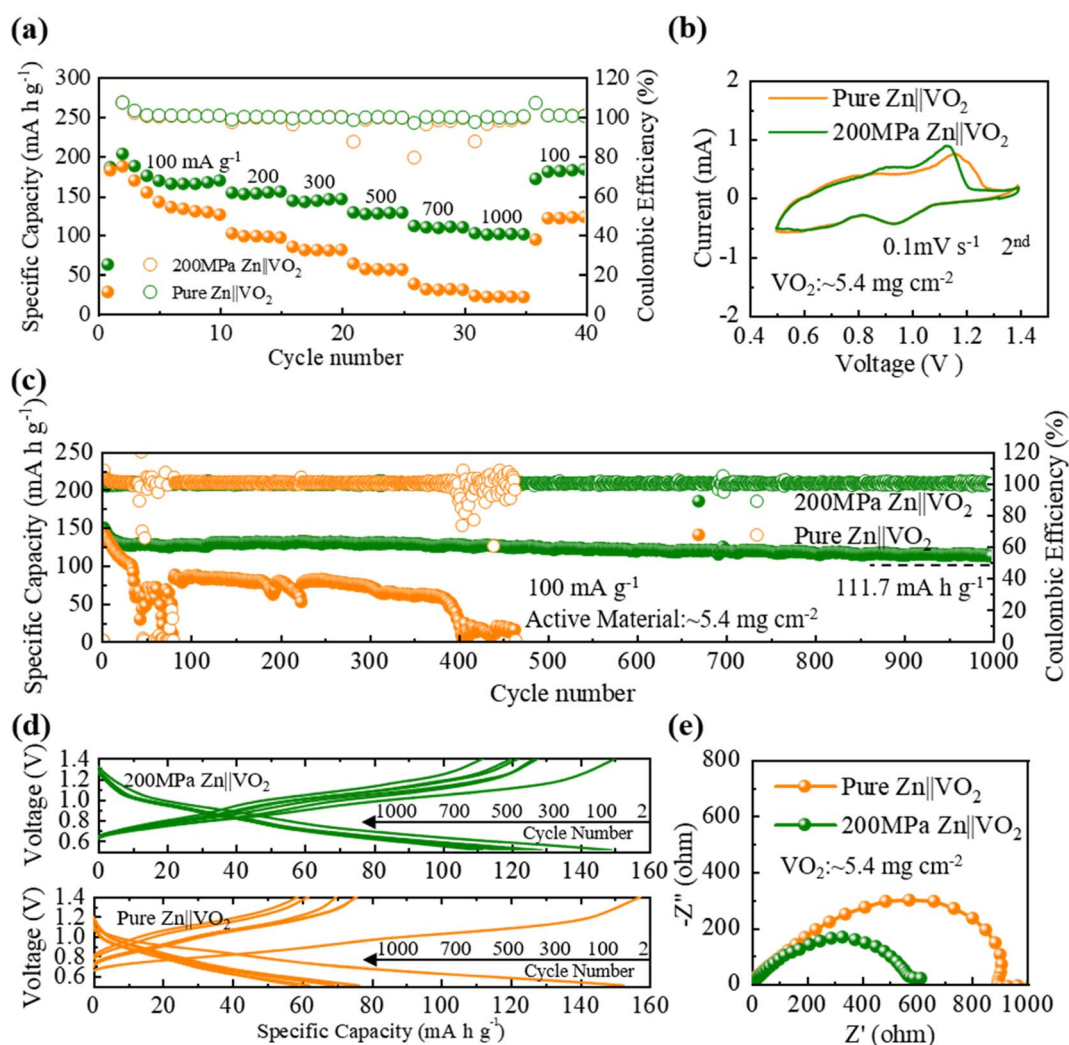 (a)
Specific Capacity (mA h g⁻¹)
300
250
200
150
100
50
0
120
100
80
60
40
20
0
Coulombic Efficiency (%)
100 mA g⁻¹
200
300
500
700
1000
100
200MPa Zn||VO₂
Pure Zn||VO₂
0 10 20 30 40
Cycle number
(b)
Current (mA)
2
1
0
-1
-2
Pure Zn||VO₂
200MPa Zn||VO₂
0.1mV s⁻¹ 2ⁿᵈ
VO₂:~5.4 mg cm⁻²
0.4 0.6 0.8 1.0 1.2 1.4
Voltage (V )
(c)
Specific Capacity (mA h g⁻¹)
250
200
150
100
50
0
120
100
80
60
40
20
0
Coulombic Efficiency (%)
200MPa Zn||VO₂
Pure Zn||VO₂
100 mA g⁻¹
111.7 mA h g⁻¹
Active Material:~5.4 mg cm⁻²
0 100 200 300 400 500 600 700 800 900 1000
Cycle number
(d)
Voltage (V)
1.4
1.2
1.0
0.8
0.6
200MPa Zn||VO₂
1000 700 500 300 100 2
Cycle Number
0 20 40 60 80 100 120 140 160
Voltage (V)
1.4
1.2
1.0
0.8
0.6
Pure Zn||VO₂
1000 700 500 300 100 2
Cycle Number
0 20 40 60 80 100 120 140 160
Specific Capacity (mA h g⁻¹)
(e)
-Z" (ohm)
800
600
400
200
0
Pure Zn||VO₂
200MPa Zn||VO₂
VO₂:~5.4 mg cm⁻²
0 200 400 600 800 1000
Z' (ohm)